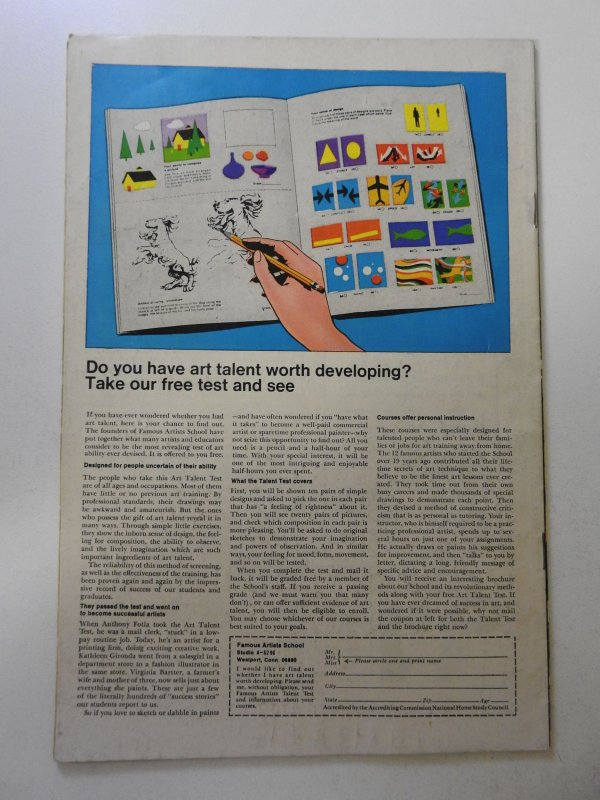 Do you have art talent worth developing?
Take our free test and see
If you have ever wondered whether you had
art talent, here is your chance to find out.
The founders of Famous Artists School have
put together what many artists and educators
consider to be the most revealing test of art
ability ever devised. It is offered to you free.
Designed for people uncertain of their ability
The people who take this Art Talent Test
are of all ages and occupations. Most of them
have little or no previous art training. By
professional standards, their drawings may
be awkward and amateurish. But the ones
who possess the gift of art talent reveal it in
many ways. Through simple little exercises,
they show the inborn sense of design, the feel-
ing for composition, the ability to observe,
and the lively imagination which are such
important ingredients of art talent.
The reliability of this method of screening,
as well as the effectiveness of the training, has
been proven again and again by the impres-
sive record of success of our students and
graduates.
They passed the test and went on
to become successful artists
When Anthony Fotia took the Art Talent
Test, he was a mail clerk, "stuck" in a low-
pay routine job. Today, he's an artist for a
printing firm, doing exciting creative work.
Kathleen Gironda went from a salesgirl in a
department store to a fashion illustrator in
the same store. Virginia Bartter, a farmer's
wife and mother of three, now sells just about
everything she paints. These are just a few
of the literally hundreds of "success stories"
our students report to us.
So if you love to sketch or dabble in paints
—and have often wondered if you "have what
it takes" to become a well-paid commercial
artist or sparetime professional painter—why
not seize this opportunity to find out? All you
need is a pencil and a half-hour of your
time. With your special interest, it will be
one of the most intriguing and enjoyable
half-hours you ever spent.
What the Talent Test covers
First, you will be shown ten pairs of simple
designs and asked to pick the one in each pair
that has "a feeling of rightness" about it.
Then you will see twenty pairs of pictures,
and check which composition in each pair is
more pleasing. You'll be asked to do original
sketches to demonstrate your imagination
and powers of observation. And in similar
ways, your feeling for mood, form, movement,
and so on will be tested.
When you complete the test and mail it
back, it will be graded free by a member of
the School's staff. If you receive a passing
grade (and we must warn you that many
don't), or can offer sufficient evidence of art
talent, you will then be eligible to enroll.
You may choose whichever of our courses is
best suited to your goals.
Courses offer personal instruction
These courses were especially designed for
talented people who can't leave their fami-
lies or jobs for art training away from home.
The 12 famous artists who started the School
over 19 years ago contributed all their life-
time secrets of art technique to what they
believe to be the finest art lessons ever cre-
ated. They took time out from their own
busy careers and made thousands of special
drawings to demonstrate each point. Then
they devised a method of constructive criti-
cism that is as personal as tutoring. Your in-
structor, who is himself required to be a prac-
ticing professional artist, spends up to sev-
eral hours on just one of your assignments.
He actually draws or paints his suggestions
for improvement, and then "talks" to you by
letter, dictating a long, friendly message of
specific advice and encouragement.
You will receive an interesting brochure
about our School and its revolutionary meth-
ods along with your free Art Talent Test. If
you have ever dreamed of success in art, and
wondered if it were possible, why not mail
the coupon at left for both the Talent Test
and the brochure right now?
Famous Artists School
Westport, Conn. 06880
I would like to find out
whether I have art talent
worth developing. Please send
me, without obligation, your
Famous Artists Talent Test
and information about your
courses.
Mr.
Mrs.
Miss
Please circle one and print name
Address
City
State Zip Age
Accredited by the Accrediting Commission National Home Study Council